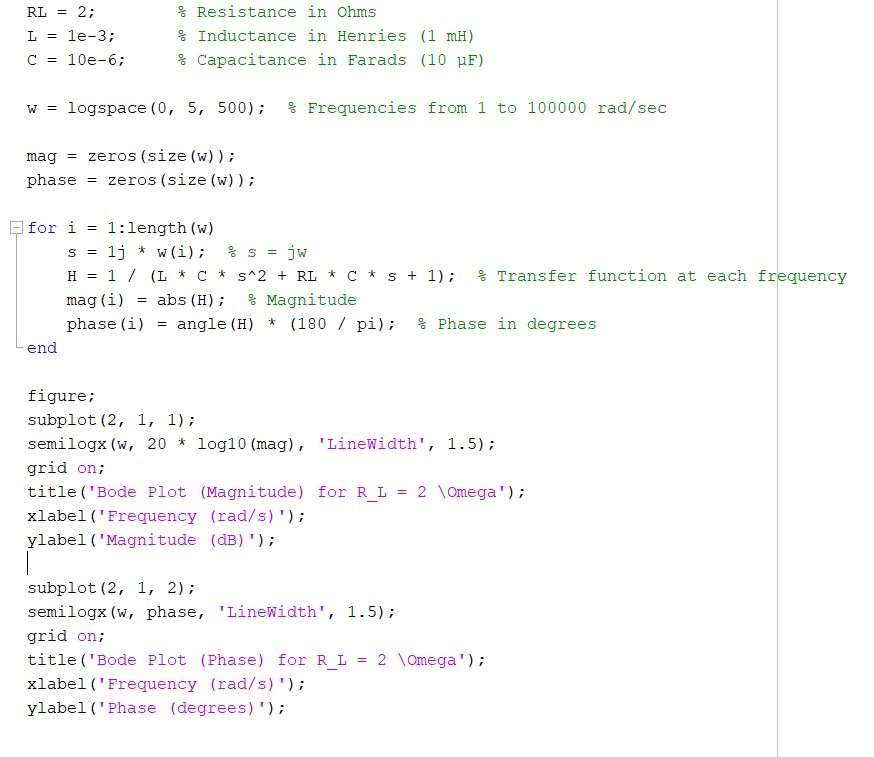 RL = 2;        % Resistance in Ohms
L = 1e-3;      % Inductance in Henries (1 mH)
C = 10e-6;     % Capacitance in Farads (10 µF)
w = logspace(0, 5, 500);  % Frequencies from 1 to 100000 rad/sec
mag = zeros(size(w));
phase = zeros(size(w));
for i = 1:length(w)
    s = 1j * w(i);  % s = jw
    H = 1 / (L * C * s^2 + RL * C * s + 1);  % Transfer function at each frequency
    mag(i) = abs(H);  % Magnitude
    phase(i) = angle(H) * (180 / pi);  % Phase in degrees
end
figure;
subplot(2, 1, 1);
semilogx(w, 20 * log10(mag), 'LineWidth', 1.5);
grid on;
title('Bode Plot (Magnitude) for R_L = 2 \Omega');
xlabel('Frequency (rad/s)');
ylabel('Magnitude (dB)');
subplot(2, 1, 2);
semilogx(w, phase, 'LineWidth', 1.5);
grid on;
title('Bode Plot (Phase) for R_L = 2 \Omega');
xlabel('Frequency (rad/s)');
ylabel('Phase (degrees)');